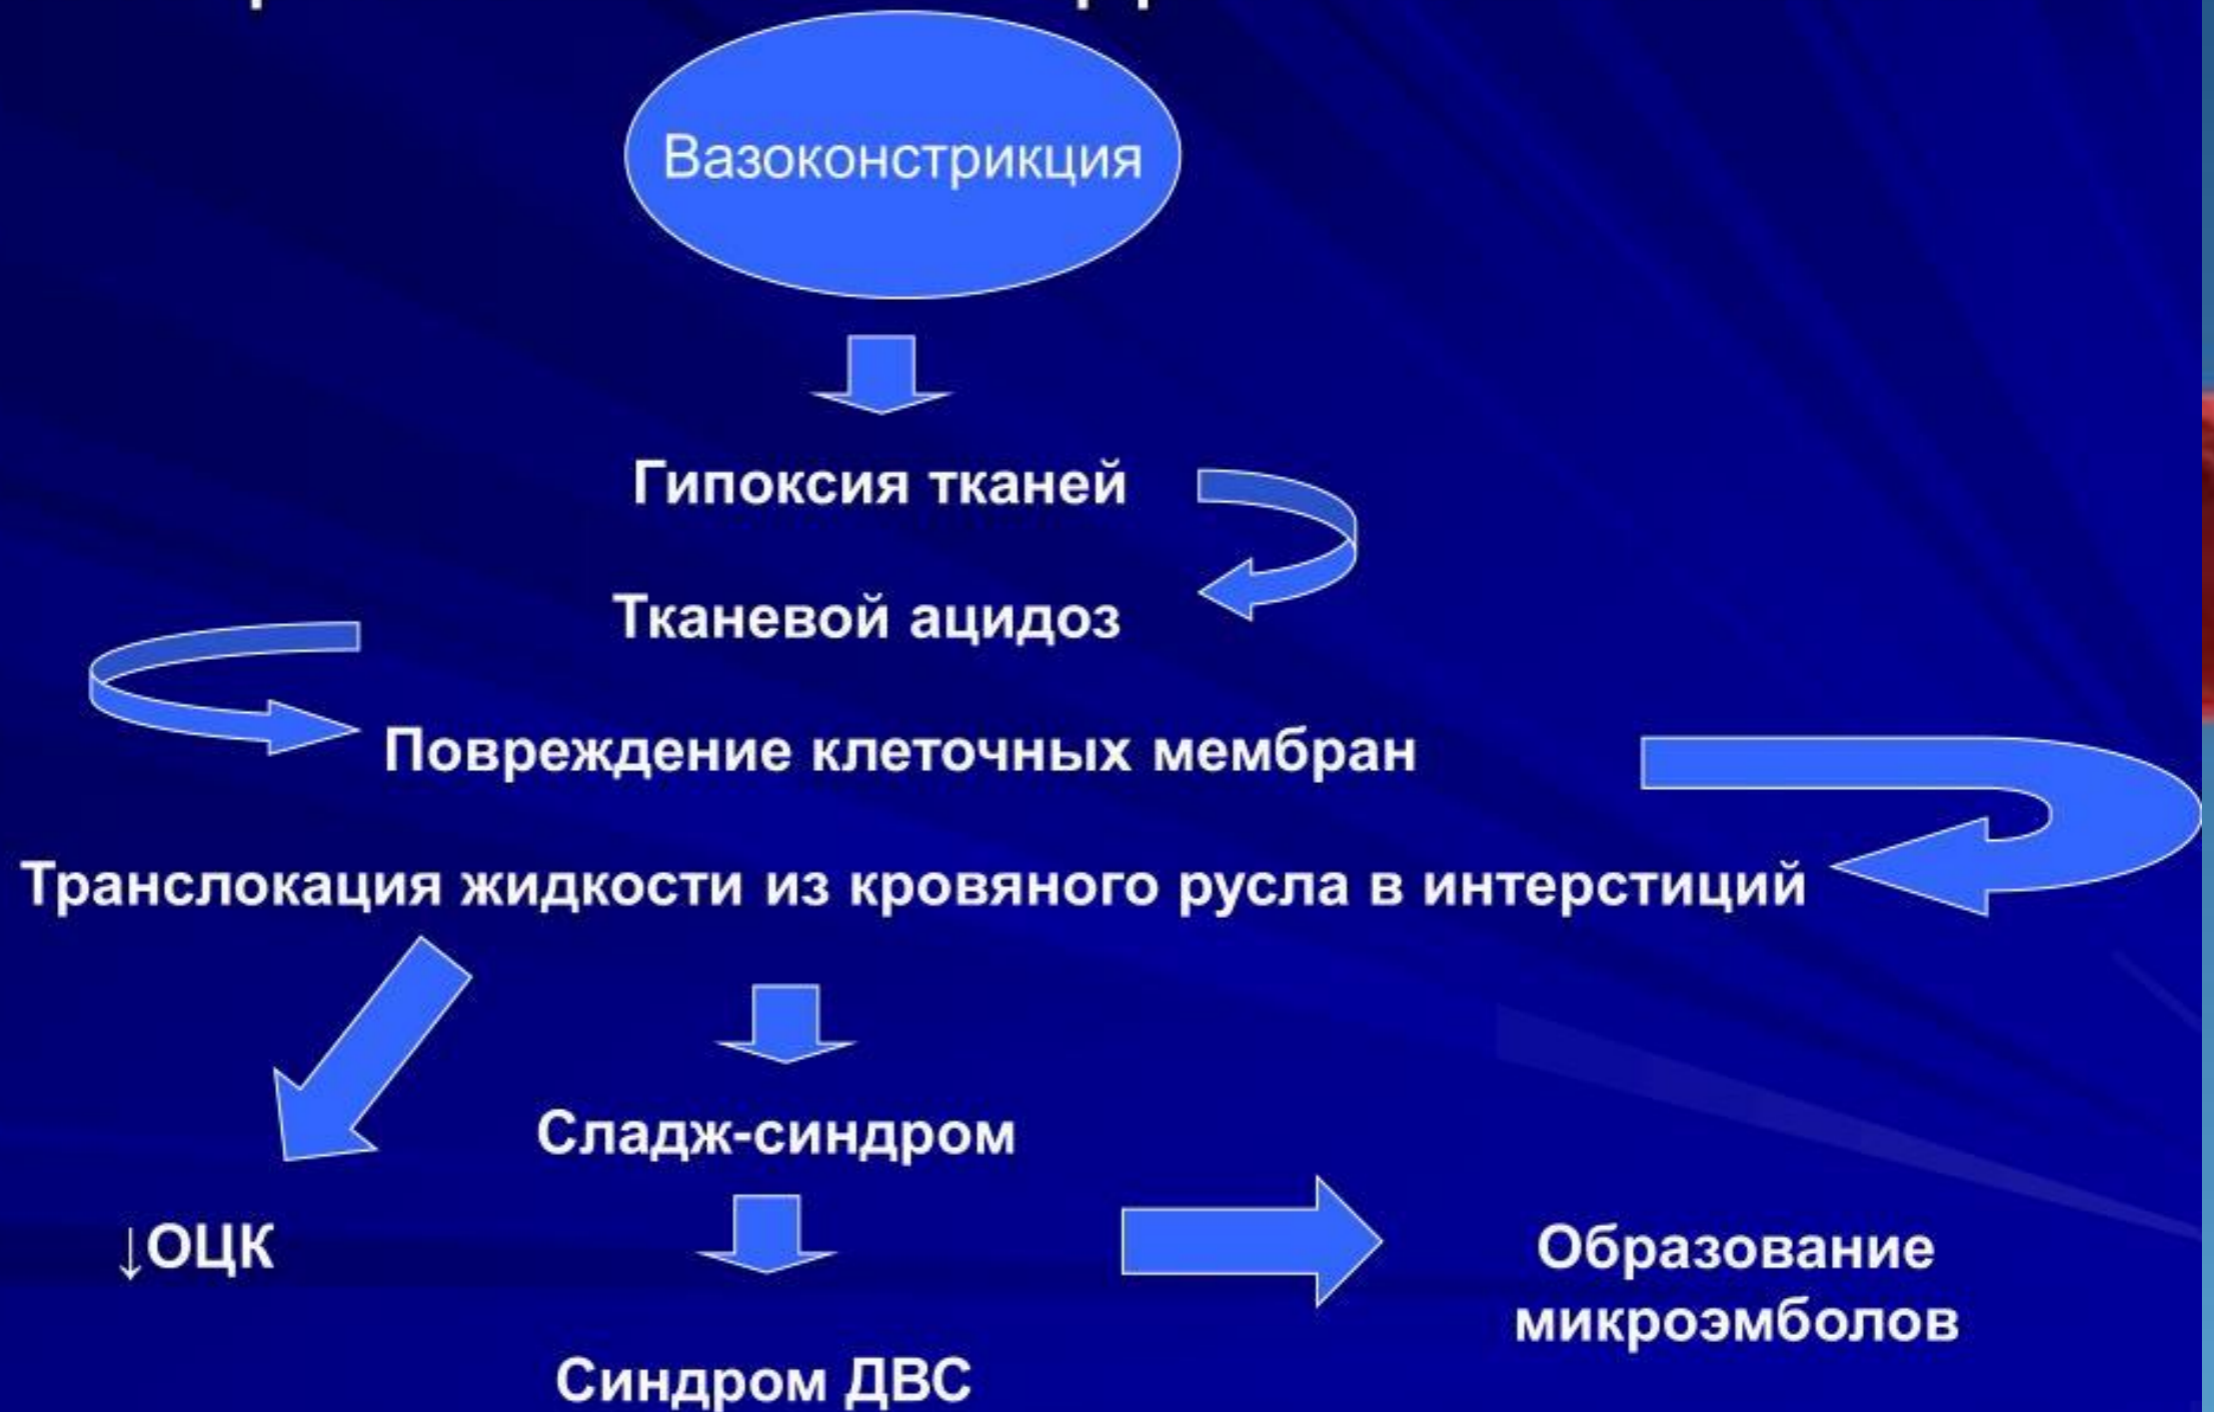 Вазоконстрикция
Гипоксия тканей
Тканевой ацидоз
Повреждение клеточных мембран
Транслокация жидкости из кровяного русла в интерстиций
Сладж-синдром
↓ОЦК
Образование
микроэмболов
Синдром ДВС